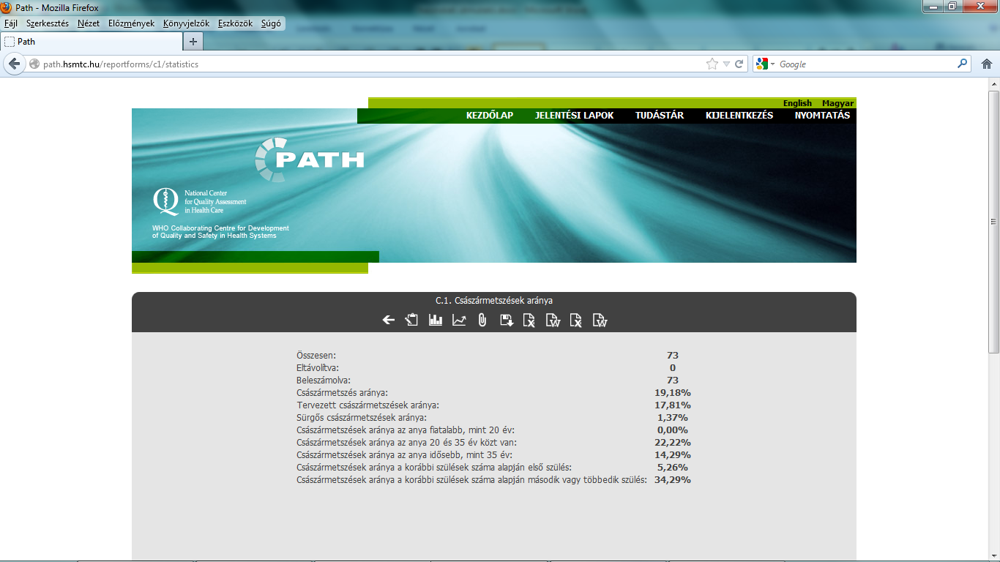 Path - Mozilla Firefox
Fájl Szerkesztés Nézet Előzmények Könyvjelzők Eszközök Súgó
Path
path.hsmtc.hu/reportforms/c1/statistics
Google
English Magyar
KEZDŐLAP JELENTÉSI LAPOK TUDÁSTÁR KIJELENTKEZÉS NYOMTATÁS
PATH
National Center
for Quality Assessment
in Health Care
WHO Collaborating Centre for Development
of Quality and Safety in Health Systems
C.1. Császármetszések aránya
Összesen: 73
Eltávolítva: 0
Beleszámolva: 73
Császármetszés aránya: 19,18%
Tervezett császármetszések aránya: 17,81%
Sürgős császármetszések aránya: 1,37%
Császármetszések aránya az anya fiatalabb, mint 20 év: 0,00%
Császármetszések aránya az anya 20 és 35 év közt van: 22,22%
Császármetszések aránya az anya idősebb, mint 35 év: 14,29%
Császármetszések aránya a korábbi szülések száma alapján első szülés: 5,26%
Császármetszések aránya a korábbi szülések száma alapján második vagy többedik szülés: 34,29%